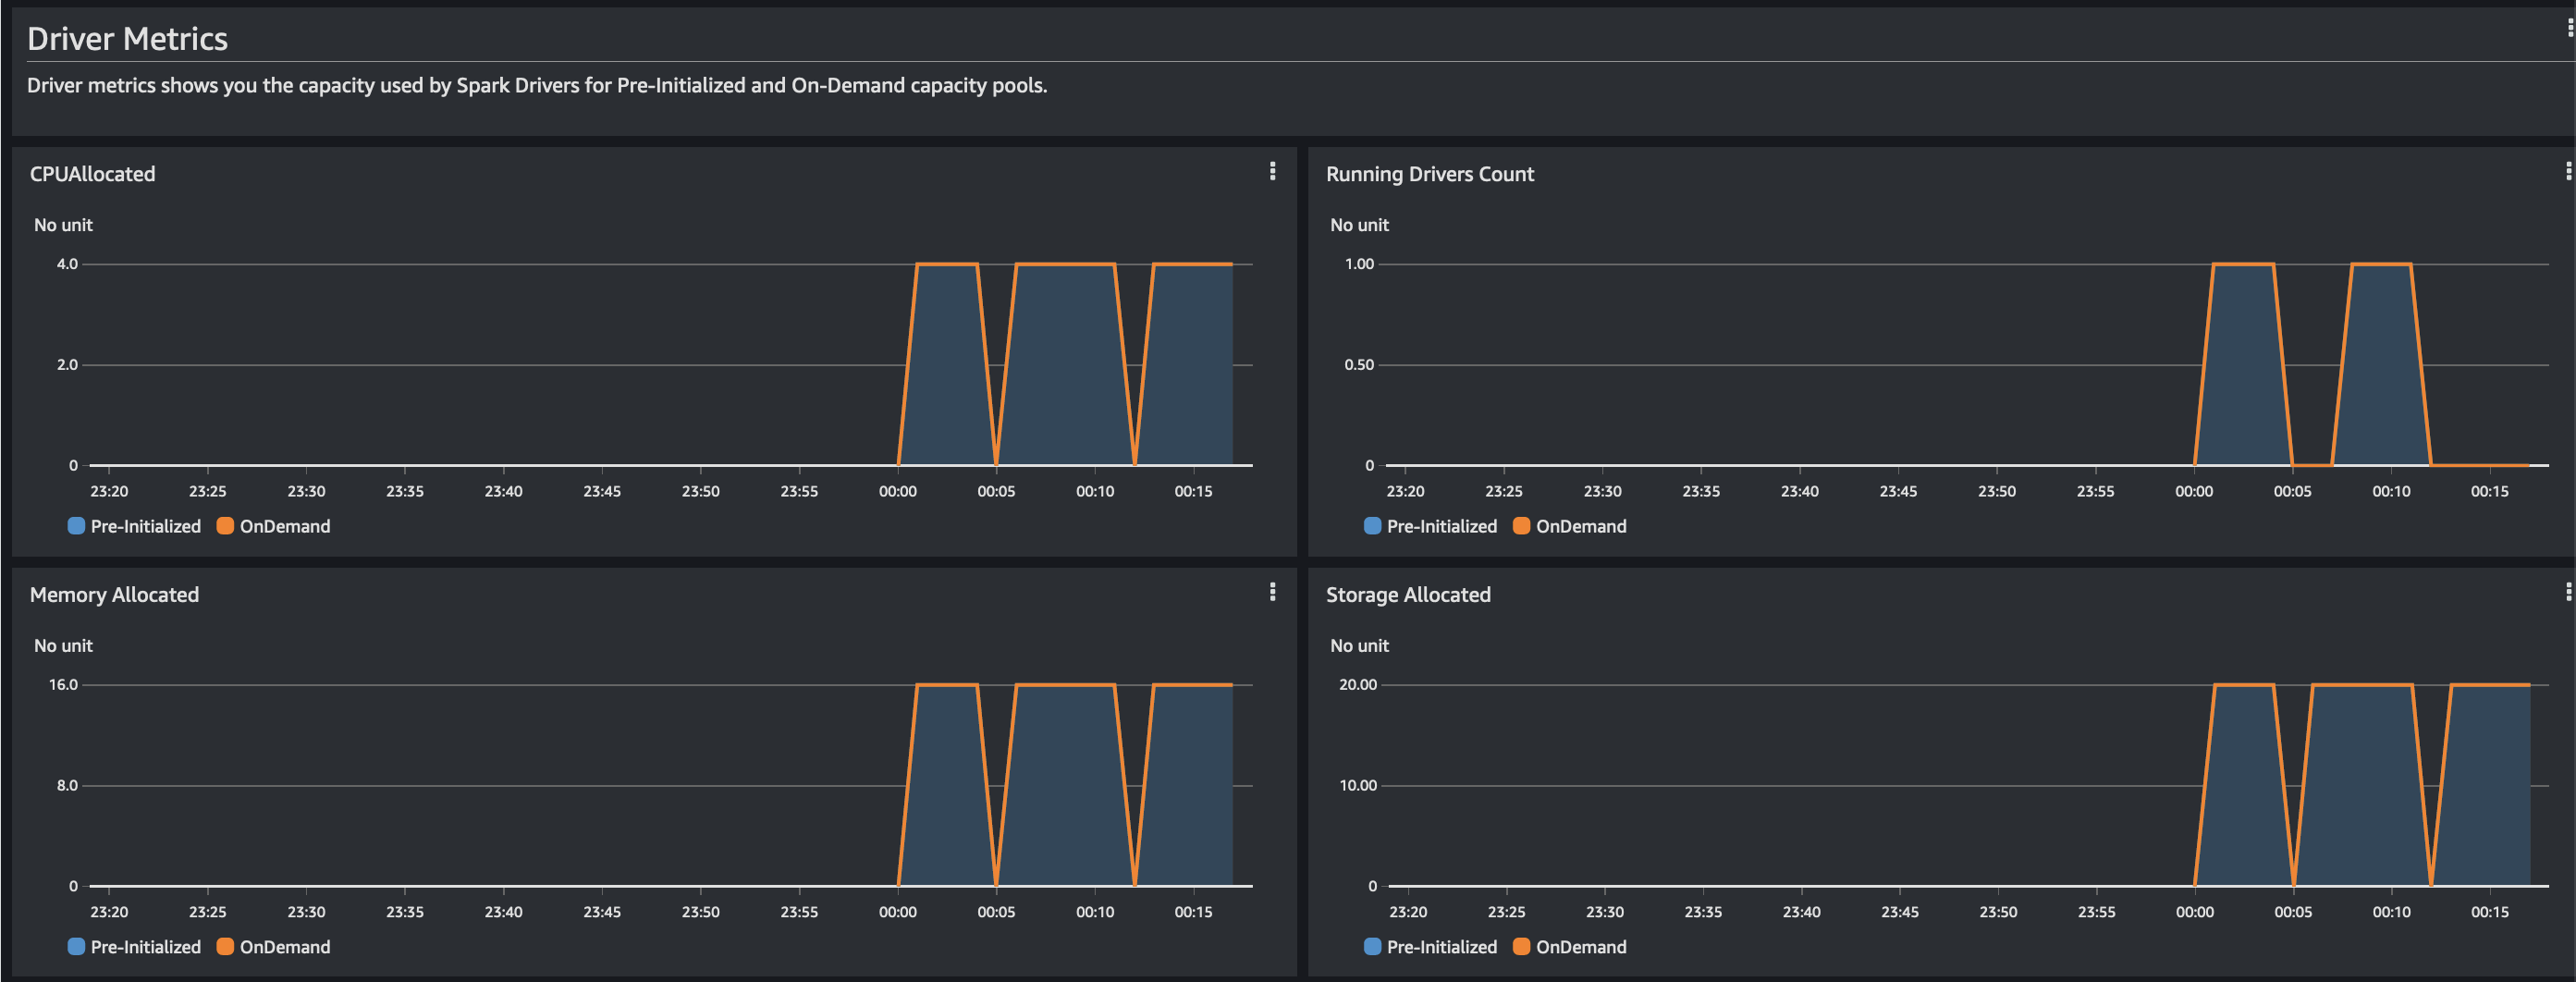 Driver Metrics
Driver metrics shows you the capacity used by Spark Drivers for Pre-Initialized and On-Demand capacity pools.
CPUAllocated
No unit
4.0
2.0
0
23:20 23:25 23:30 23:35 23:40 23:45 23:50 23:55 00:00 00:05 00:10 00:15
Pre-Initialized OnDemand
Running Drivers Count
No unit
1.00
0.50
0
23:20 23:25 23:30 23:35 23:40 23:45 23:50 23:55 00:00 00:05 00:10 00:15
Pre-Initialized OnDemand
Memory Allocated
No unit
16.0
8.0
0
23:20 23:25 23:30 23:35 23:40 23:45 23:50 23:55 00:00 00:05 00:10 00:15
Pre-Initialized OnDemand
Storage Allocated
No unit
20.00
10.00
0
23:20 23:25 23:30 23:35 23:40 23:45 23:50 23:55 00:00 00:05 00:10 00:15
Pre-Initialized OnDemand